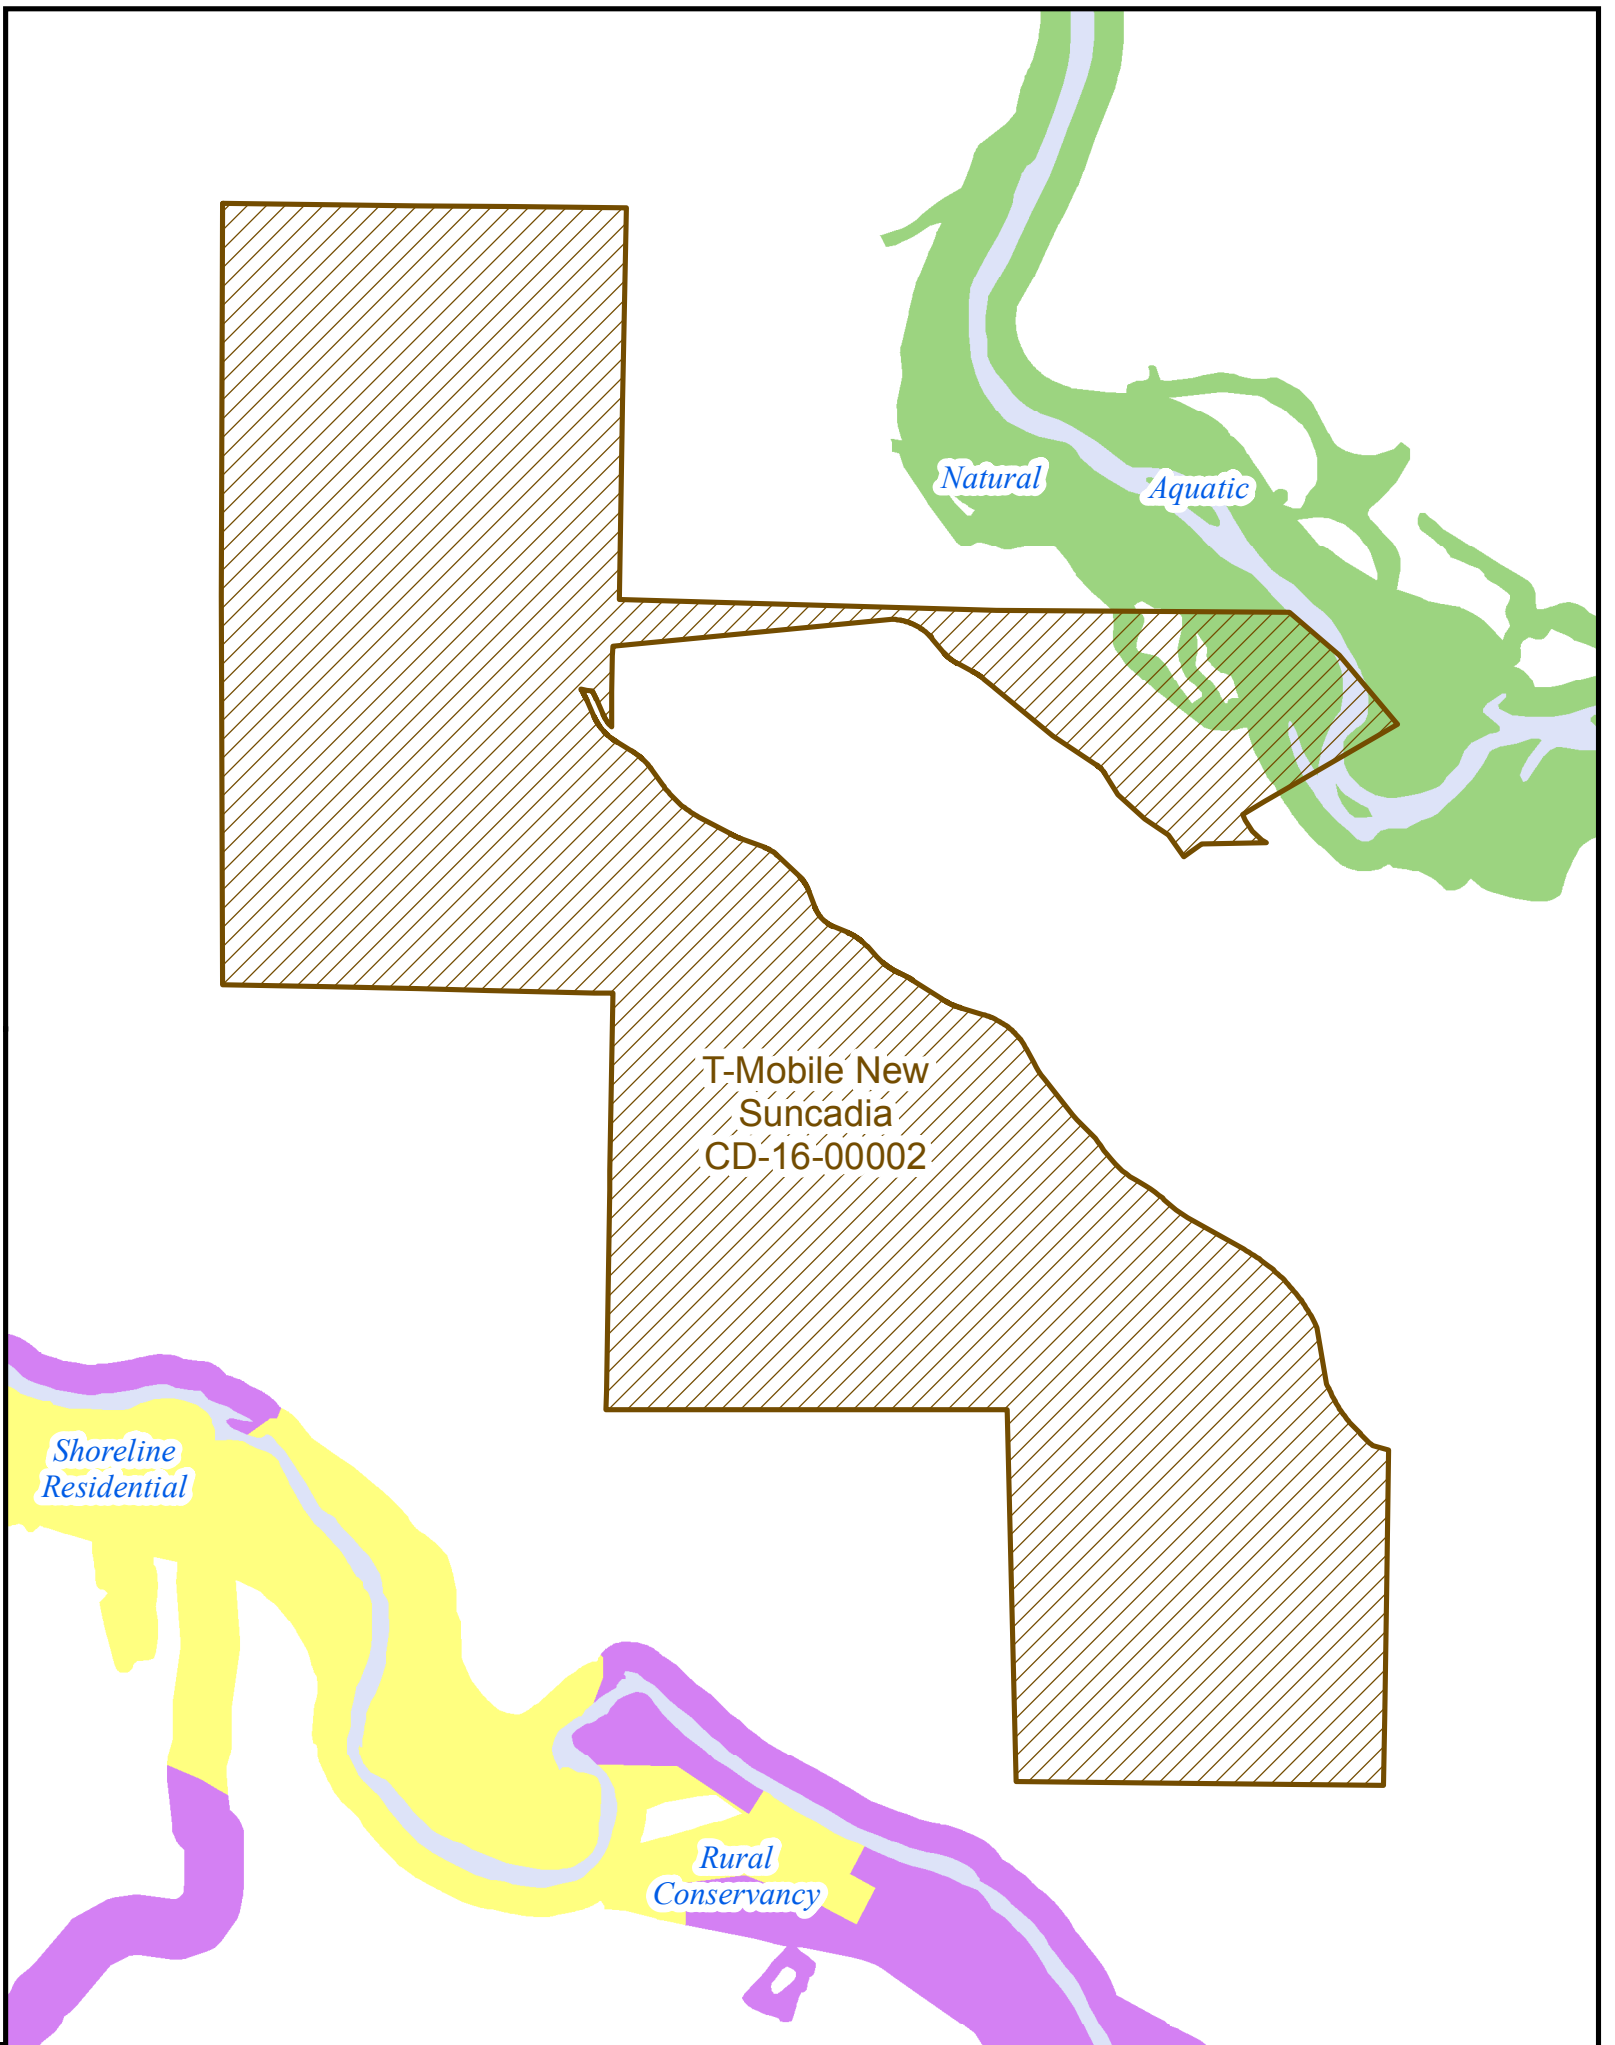 Natural
Aquatic
T-Mobile New
Suncadia
CD-16-00002
Shoreline
Residential
Rural
Conservancy